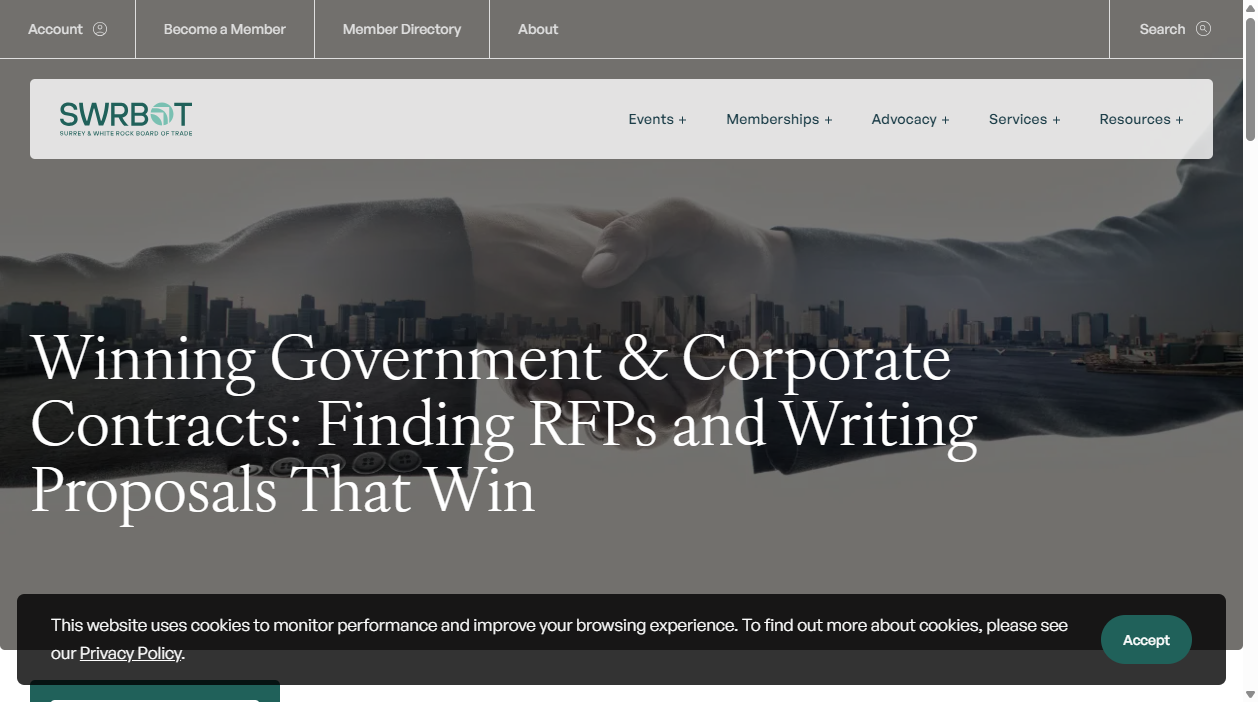 Account
Become a Member
Member Directory
About
Search
SWRBOT
SURREY & WHITE ROCK BOARD OF TRADE
Events +
Memberships +
Advocacy +
Services +
Resources +
Winning Government & Corporate
Contracts: Finding RFPs and Writing
Proposals That Win
This website uses cookies to monitor performance and improve your browsing experience. To find out more about cookies, please see
our Privacy Policy.
Accept